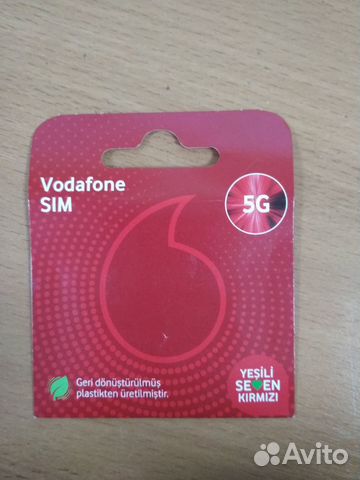 Vodafone
SIM
5G
Geri dönüştürülmüş
plastikten üretilmiştir.
YEŞİLİ
SEVEN
KIRMIZI
Avito